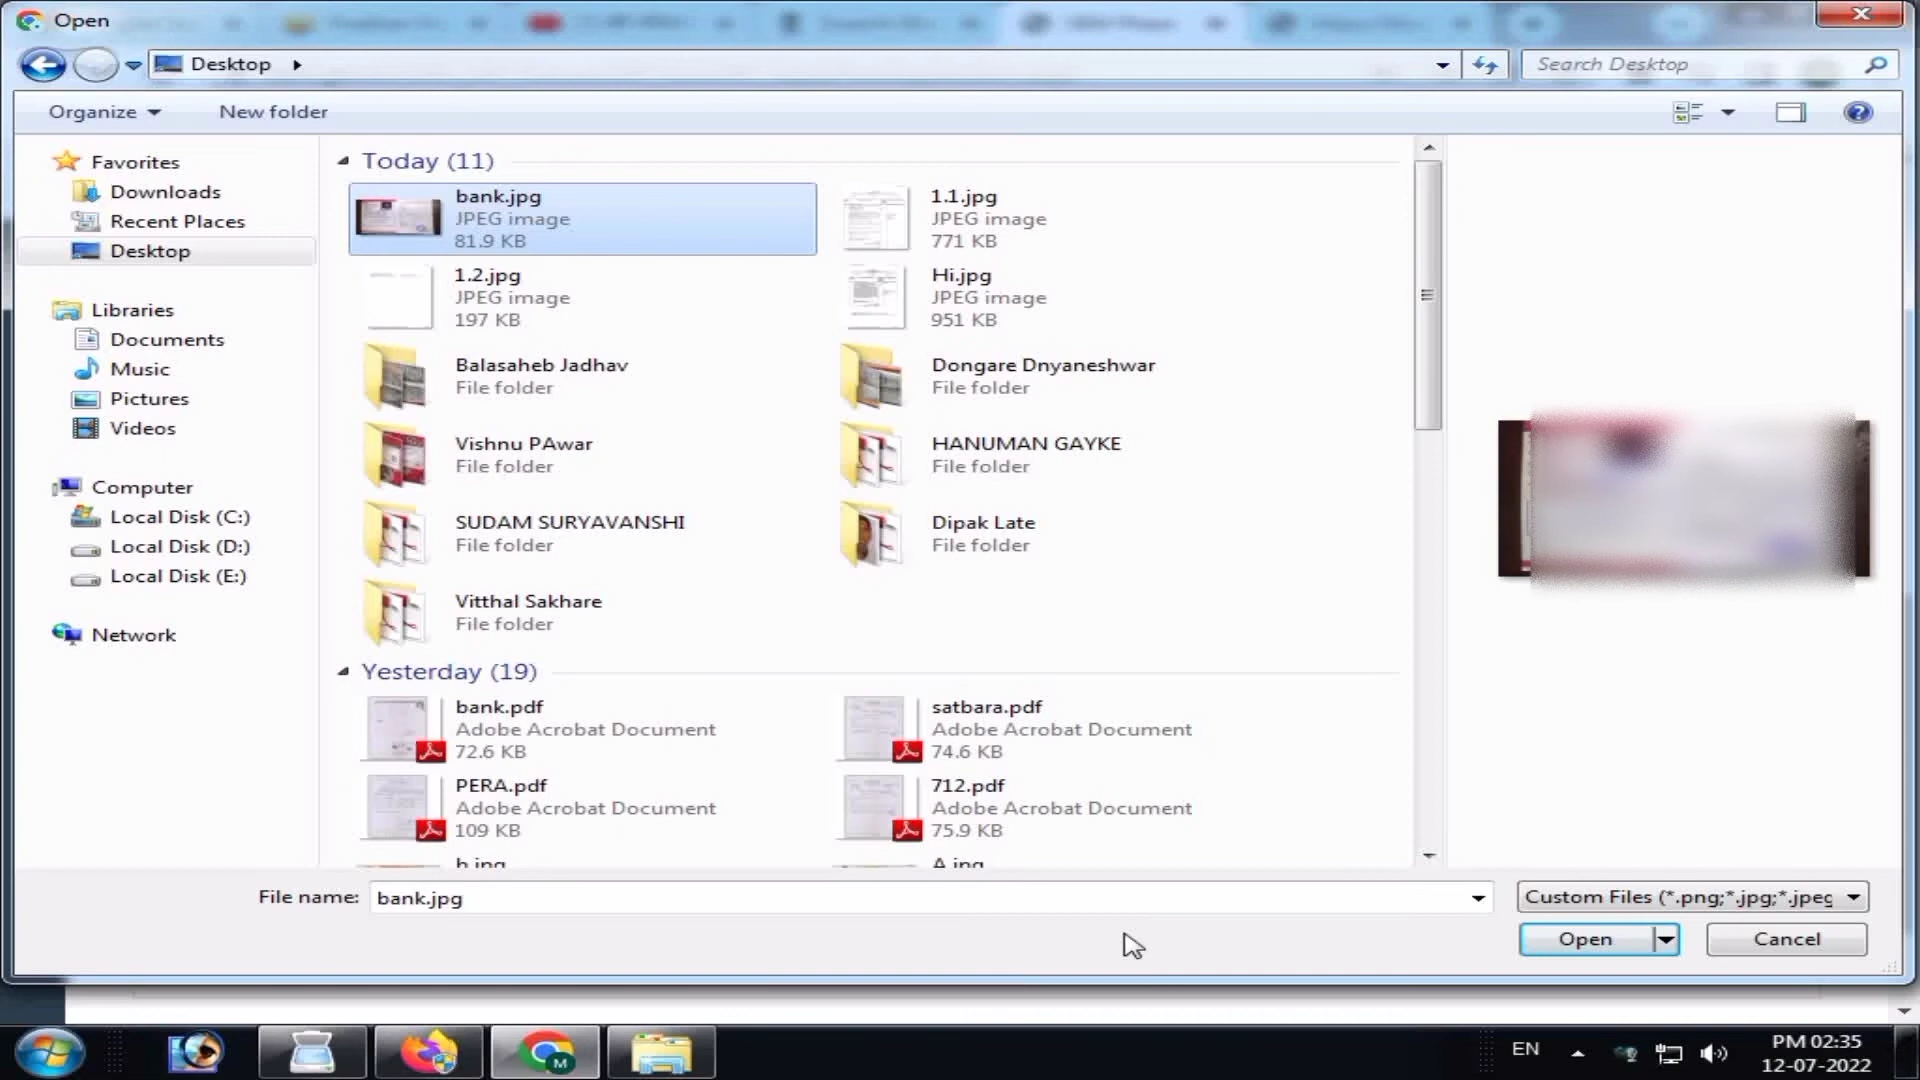 Open
Desktop
Search Desktop
Organize
New folder
Favorites
Downloads
Recent Places
Desktop
Libraries
Documents
Music
Pictures
Videos
Computer
Local Disk (C:)
Local Disk (D:)
Local Disk (E:)
Network
Today (11)
bank.jpg
JPEG image
81.9 KB
1.1.jpg
JPEG image
771 KB
1.2.jpg
JPEG image
197 KB
Hi.jpg
JPEG image
951 KB
Balasaheb Jadhav
File folder
Dongare Dnyaneshwar
File folder
Vishnu PAwar
File folder
HANUMAN GAYKE
File folder
SUDAM SURYAVANSHI
File folder
Dipak Late
File folder
Vitthal Sakhare
File folder
Yesterday (19)
bank.pdf
Adobe Acrobat Document
72.6 KB
satbara.pdf
Adobe Acrobat Document
74.6 KB
PERA.pdf
Adobe Acrobat Document
109 KB
712.pdf
Adobe Acrobat Document
75.9 KB
File name:
bank.jpg
Custom Files (*.png;*.jpg;*.jpeg
Open
Cancel
M
EN
PM 02:35
12-07-2022